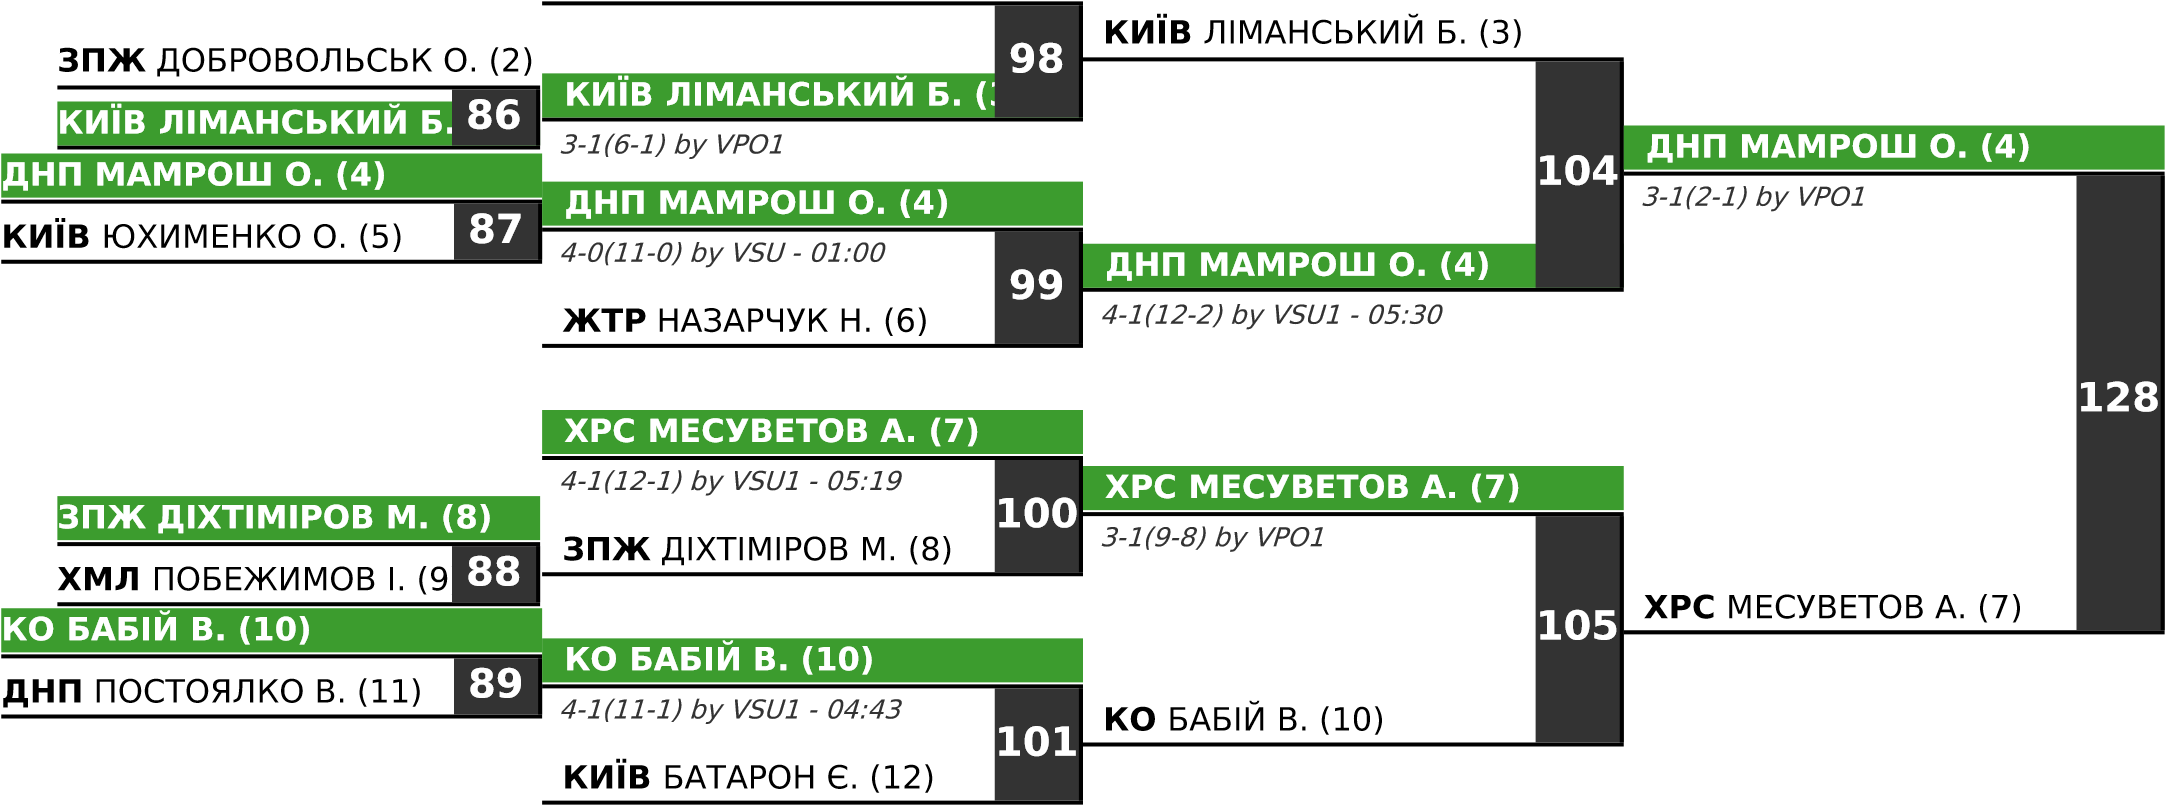 ЗПЖ ДОБРОВОЛЬСЬК О. (2)
КИЇВ ЛІМАНСЬКИЙ Б.
86
ДНП МАМРОШ О. (4)
КИЇВ ЮХИМЕНКО О. (5)
87
ЗПЖ ДІХТІМІРОВ М. (8)
ХМЛ ПОБЕЖИМОВ І. (9
88
КО БАБІЙ В. (10)
ДНП ПОСТОЯЛКО В. (11)
89
98
КИЇВ ЛІМАНСЬКИЙ Б. (3
3-1(6-1) by VPO1
ДНП МАМРОШ О. (4)
4-0(11-0) by VSU - 01:00
99
ЖТР НАЗАРЧУК Н. (6)
ХРС МЕСУВЕТОВ А. (7)
4-1(12-1) by VSU1 - 05:19
100
ЗПЖ ДІХТІМІРОВ М. (8)
КО БАБІЙ В. (10)
4-1(11-1) by VSU1 - 04:43
101
КИЇВ БАТАРОН Є. (12)
КИЇВ ЛІМАНСЬКИЙ Б. (3)
104
ДНП МАМРОШ О. (4)
4-1(12-2) by VSU1 - 05:30
ХРС МЕСУВЕТОВ А. (7)
3-1(9-8) by VPO1
105
КО БАБІЙ В. (10)
ДНП МАМРОШ О. (4)
3-1(2-1) by VPO1
128
ХРС МЕСУВЕТОВ А. (7)